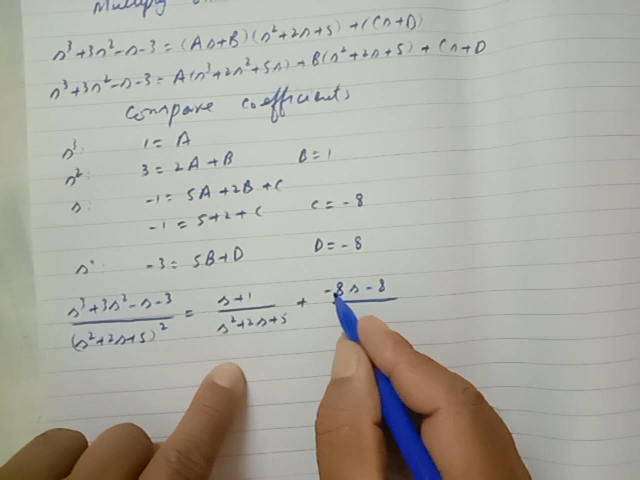 Multiply
s³+3s²-s-3 = (As+B)(s²+2s+5)+(Cs+D)
s³+3s²-s-3 = A(s³+2s²+5s)+B(s²+2s+5)+Cs+D
Compare coefficients
s³: 1 = A
s²: 3 = 2A+B B=1
s: -1 = 5A+2B+C
-1 = 5+2+C C=-8
s°: -3 = 5B+D D=-8
s³+3s²-s-3 / (s²+2s+5)² = s+1 / s²+2s+5 + -8s-8